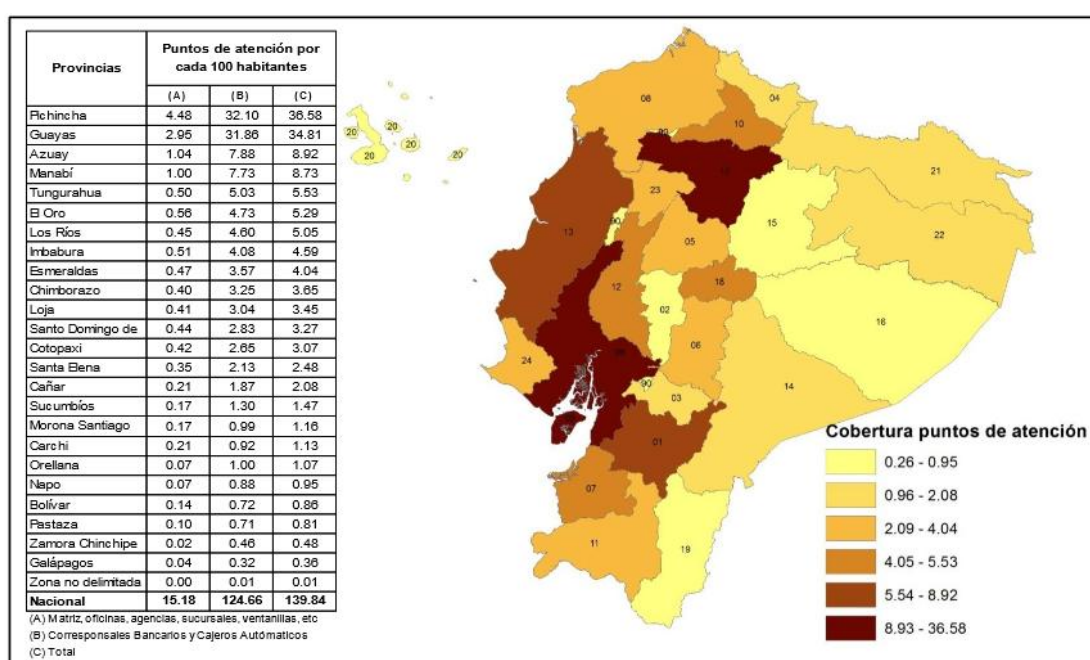 Provincias
Puntos de atención por
cada 100 habitantes
(A) (B) (C)
Pichincha 4.48 32.10 36.58
Guayas 2.95 31.86 34.81
Azuay 1.04 7.88 8.92
Manabí 1.00 7.73 8.73
Tungurahua 0.50 5.03 5.53
El Oro 0.56 4.73 5.29
Los Ríos 0.45 4.60 5.05
Imbabura 0.51 4.08 4.59
Esmeraldas 0.47 3.57 4.04
Chimborazo 0.40 3.25 3.65
Loja 0.41 3.04 3.45
Santo Domingo de 0.44 2.83 3.27
Cotopaxi 0.42 2.65 3.07
Santa Elena 0.35 2.13 2.48
Cañar 0.21 1.87 2.08
Sucumbíos 0.17 1.30 1.47
Morona Santiago 0.17 0.99 1.16
Carchi 0.21 0.92 1.13
Orellana 0.07 1.00 1.07
Napo 0.07 0.88 0.95
Bolívar 0.14 0.72 0.86
Pastaza 0.10 0.71 0.81
Zamora Chinchipe 0.02 0.46 0.48
Galápagos 0.04 0.32 0.36
Zona no delimitada 0.00 0.01 0.01
Nacional 15.18 124.66 139.84
(A) Matriz, oficinas, agencias, sucursales, ventanillas, etc
(B) Corresponsales Bancarios y Cajeros Autómaticos
(C) Total
04
10
90
20
20
20
20
20
21
23
15
22
13
90
05
12
18
02
16
24
06
90
03
14
01
07
11
19
Cobertura puntos de atención
0.26 - 0.95
0.96 - 2.08
2.09 - 4.04
4.05 - 5.53
5.54 - 8.92
8.93 - 36.58